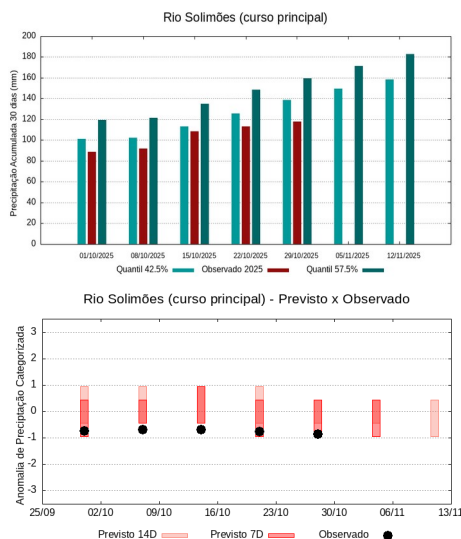 Rio Solimões (curso principal)
Precipitação Acumulada 30 dias (mm)
200
180
160
140
120
100
80
60
40
20
0
01/10/2025 08/10/2025 15/10/2025 22/10/2025 29/10/2025 05/11/2025 12/11/2025
Quantil 42.5% Observado 2025 Quantil 57.5%
Rio Solimões (curso principal) - Previsto x Observado
Anomalia de Precipitação Categorizada
3
2
1
0
-1
-2
-3
25/09 02/10 09/10 16/10 23/10 30/10 06/11 13/11
Previsto 14D Previsto 7D Observado